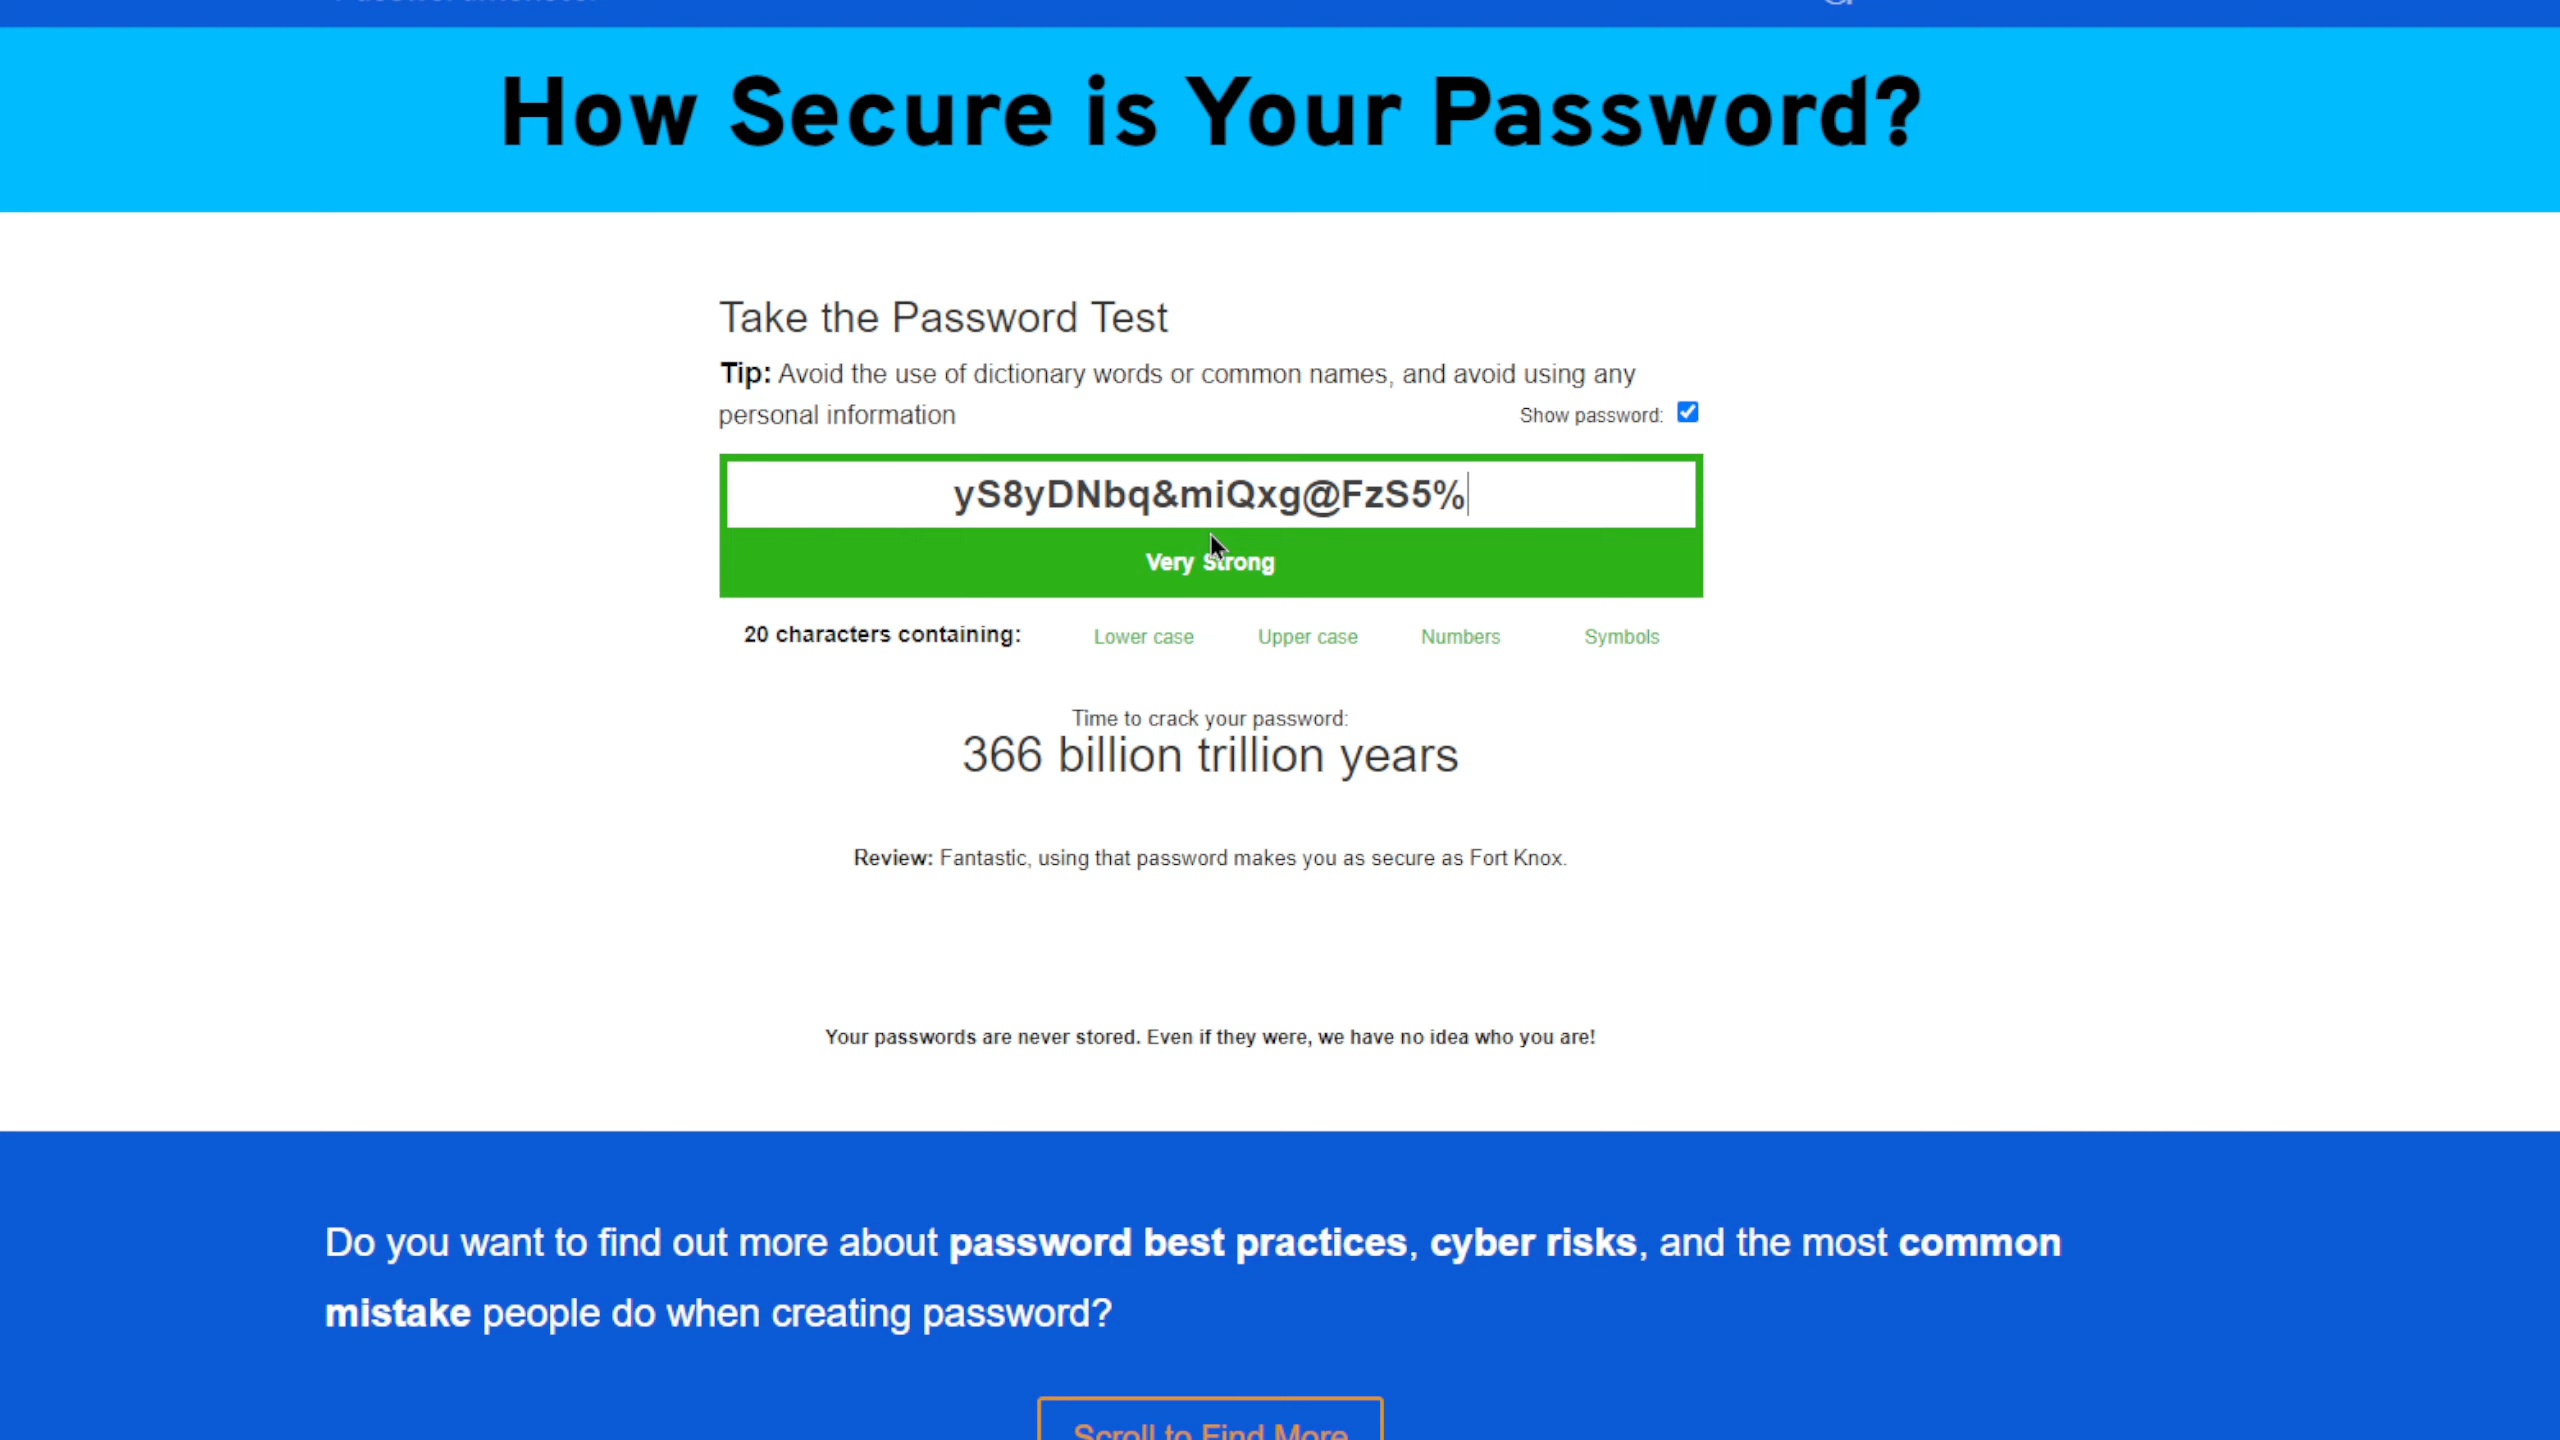 How Secure is Your Password?
Take the Password Test
Tip: Avoid the use of dictionary words or common names, and avoid using any
personal information
Show password:
yS8yDNbq&miQxg@FzS5%
Very Strong
20 characters containing: Lower case Upper case Numbers Symbols
Time to crack your password:
366 billion trillion years
Review: Fantastic, using that password makes you as secure as Fort Knox.
Your passwords are never stored. Even if they were, we have no idea who you are!
Do you want to find out more about password best practices, cyber risks, and the most common
mistake people do when creating password?
Scroll to Find More